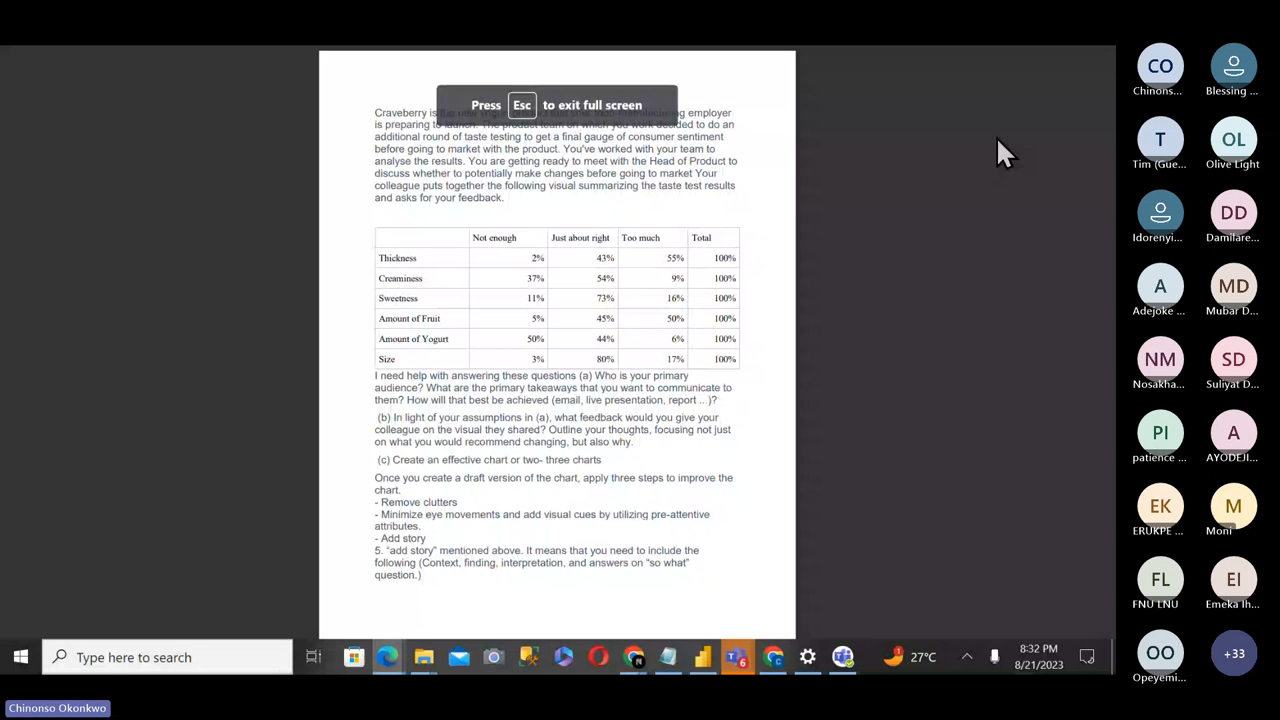 Press Esc to exit full screen
Craveberry is employer
is preparing to launch. The product team on which you work decided to do an
additional round of taste testing to get a final gauge of consumer sentiment
before going to market with the product. You've worked with your team to
analyse the results. You are getting ready to meet with the Head of Product to
discuss whether to potentially make changes before going to market Your
colleague puts together the following visual summarizing the taste test results
and asks for your feedback.
Not enough Just about right Too much Total
Thickness 2% 43% 55% 100%
Creaminess 37% 54% 9% 100%
Sweetness 11% 73% 16% 100%
Amount of Fruit 5% 45% 50% 100%
Amount of Yogurt 50% 44% 6% 100%
Size 3% 80% 17% 100%
I need help with answering these questions (a) Who is your primary
audience? What are the primary takeaways that you want to communicate to
them? How will that best be achieved (email, live presentation, report ...)?
(b) In light of your assumptions in (a), what feedback would you give your
colleague on the visual they shared? Outline your thoughts, focusing not just
on what you would recommend changing, but also why.
(c) Create an effective chart or two- three charts
Once you create a draft version of the chart, apply three steps to improve the
chart.
- Remove clutters
- Minimize eye movements and add visual cues by utilizing pre-attentive
attributes.
- Add story
5. “add story” mentioned above. It means that you need to include the
following (Context, finding, interpretation, and answers on “so what”
question.)
CO
Chinons...
Blessing ...
T
Tim (Gue...
OL
Olive Light
Idorenyi...
DD
Damilare...
A
Adejoke ...
MD
Mubar D...
NM
Nosakha...
SD
Suliyat D...
PI
patience ...
A
AYODEJI...
EK
ERUKPE ...
M
Moni
FL
FNU LNU
EI
Emeka Ih...
OO
Opeyemi...
+33
Type here to search
6
1
27°C
8:32 PM
8/21/2023
Chinonso Okonkwo